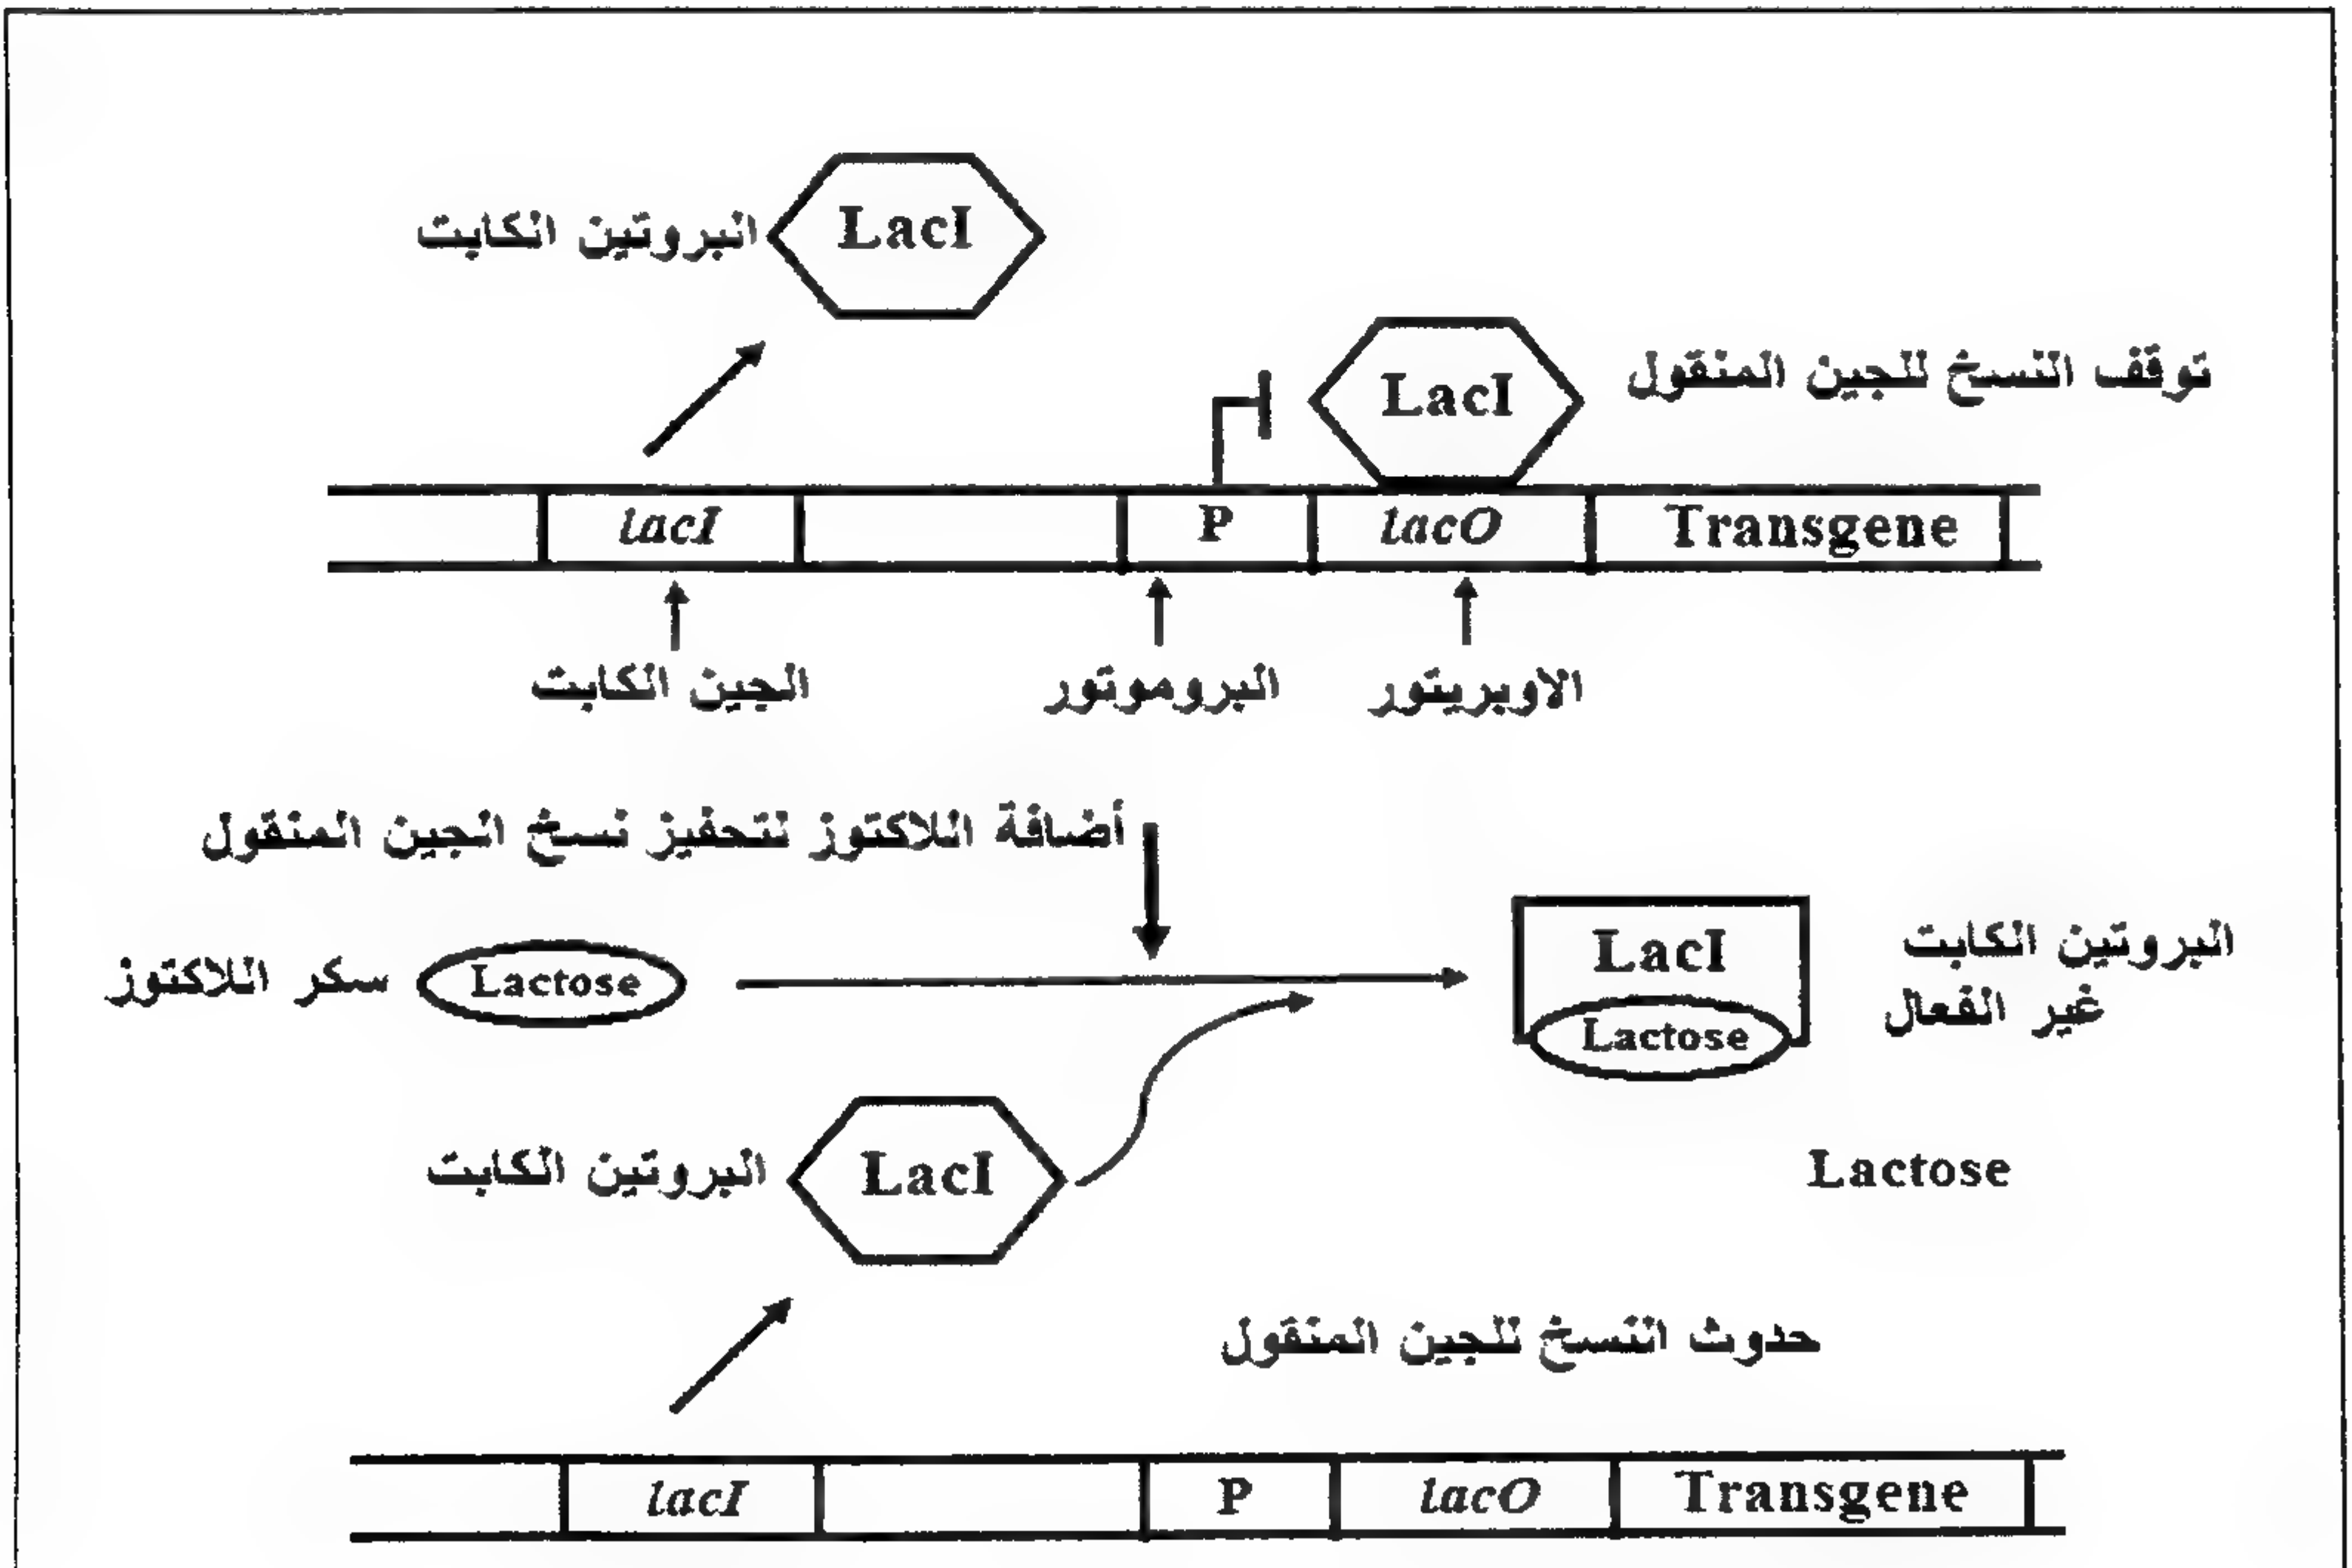 البروتين الكابت LacI
LacI توقف النسخ للجين المنقول
lacI P lacO Transgene
الجين الكابت البروموتور الاوبريتور
أضافة اللاكتوز لتحفيز نسخ الجين المنقول
سكر اللاكتوز Lactose
LacI البروتين الكابت
Lactose غير الفعال
البروتين الكابت LacI
Lactose
حدوث النسخ للجين المنقول
lacI P lacO Transgene